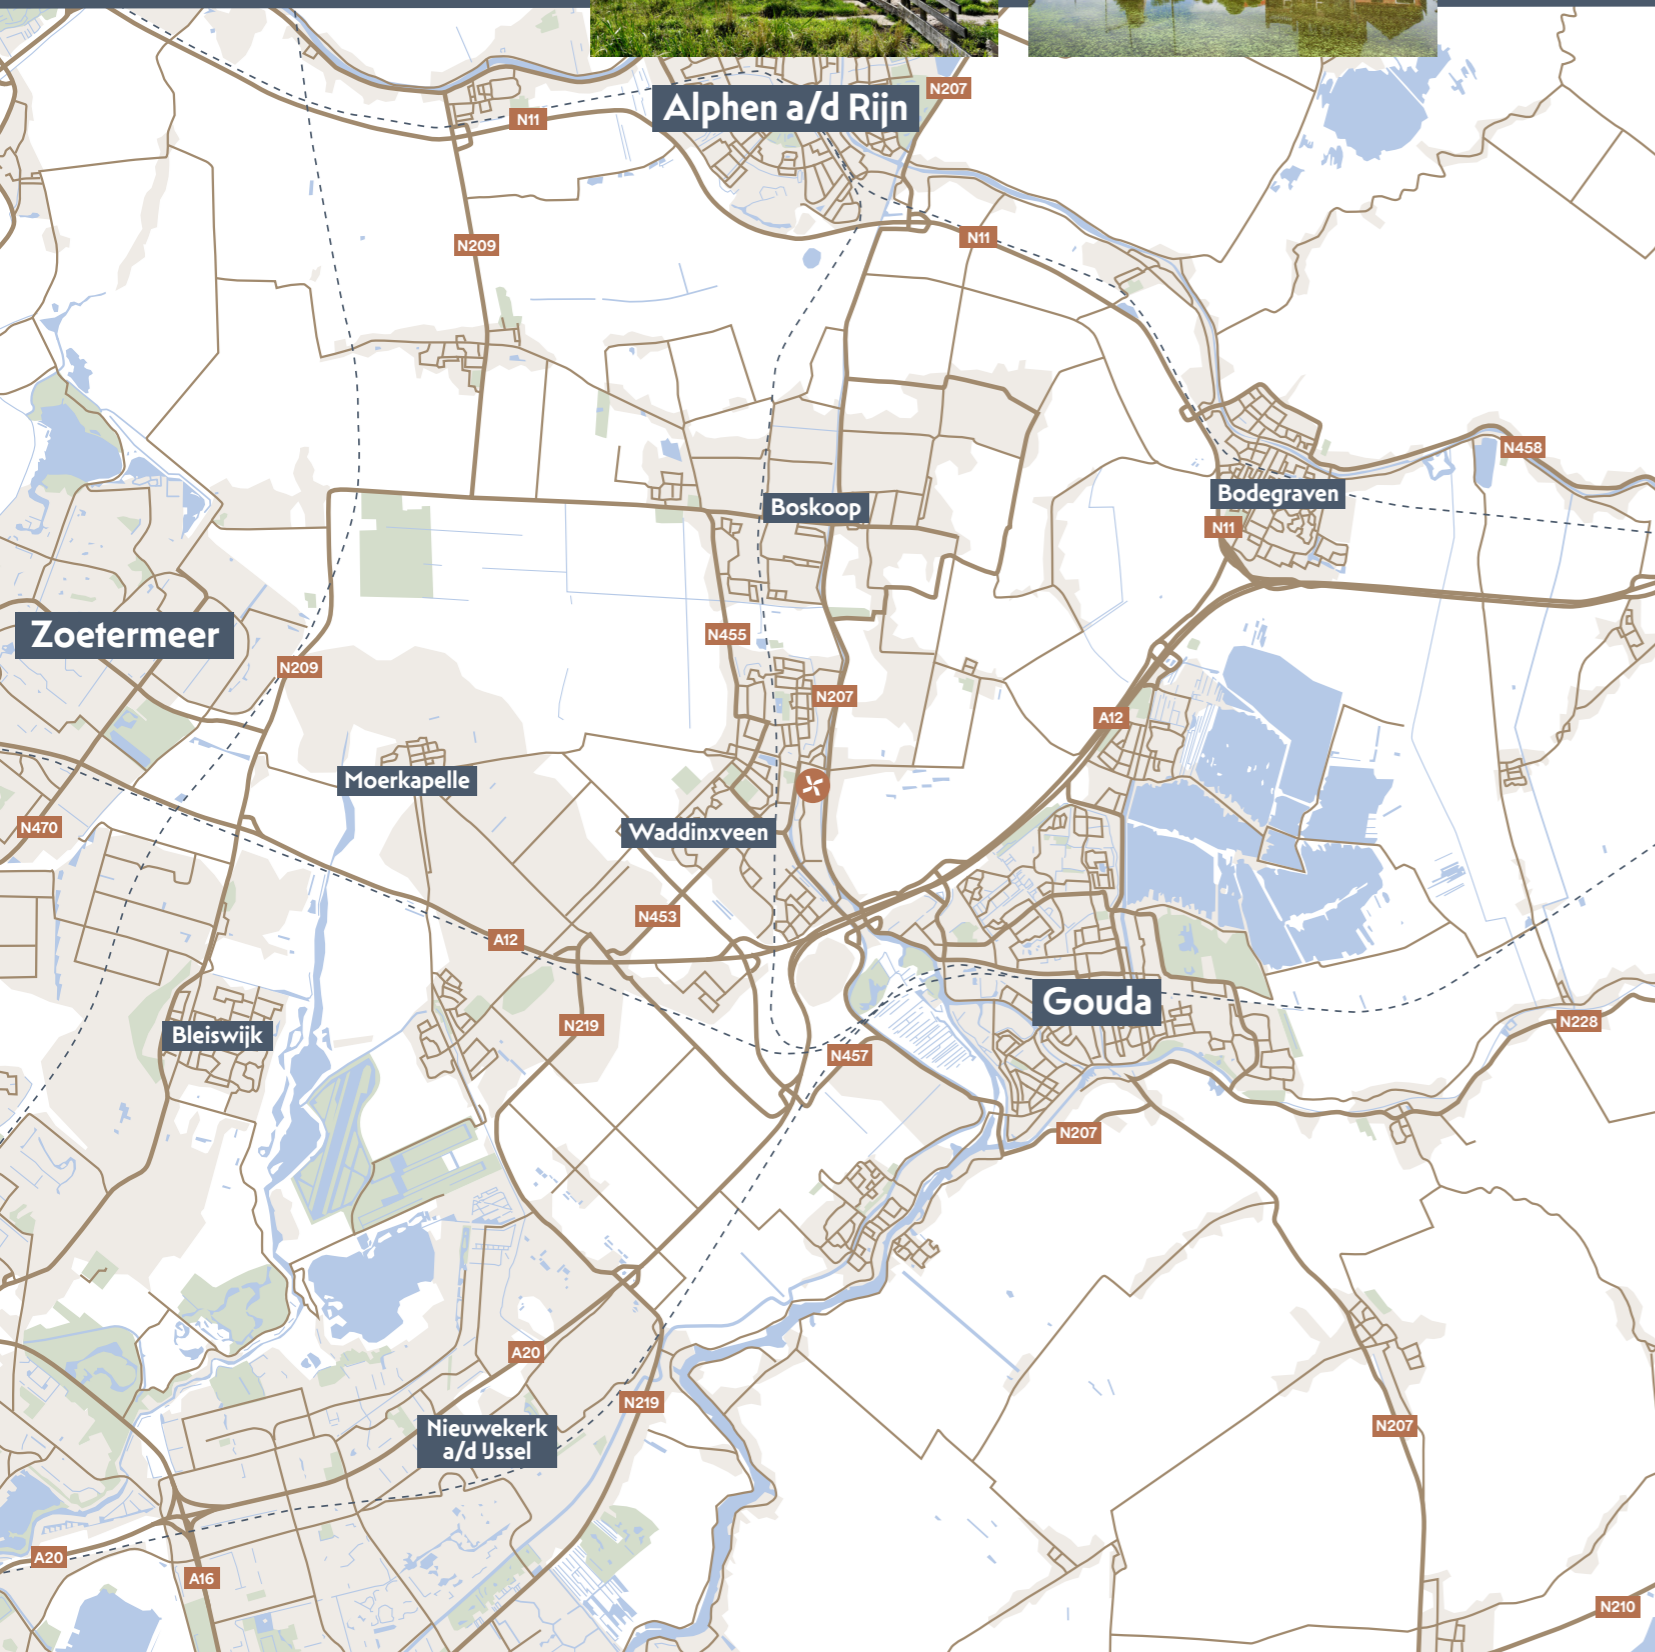 N207
Alphen a/d Rijn
N11
N209
N11
N458
Bodegraven
Boskoop
N11
Zoetermeer
N455
N209
N207
A12
Moerkapelle
N470
Waddinxveen
N453
A12
Gouda
N219
N228
Bleiswijk
N457
N207
A20
N219
N207
Nieuwekerk
a/d IJssel
A20
A16
N210